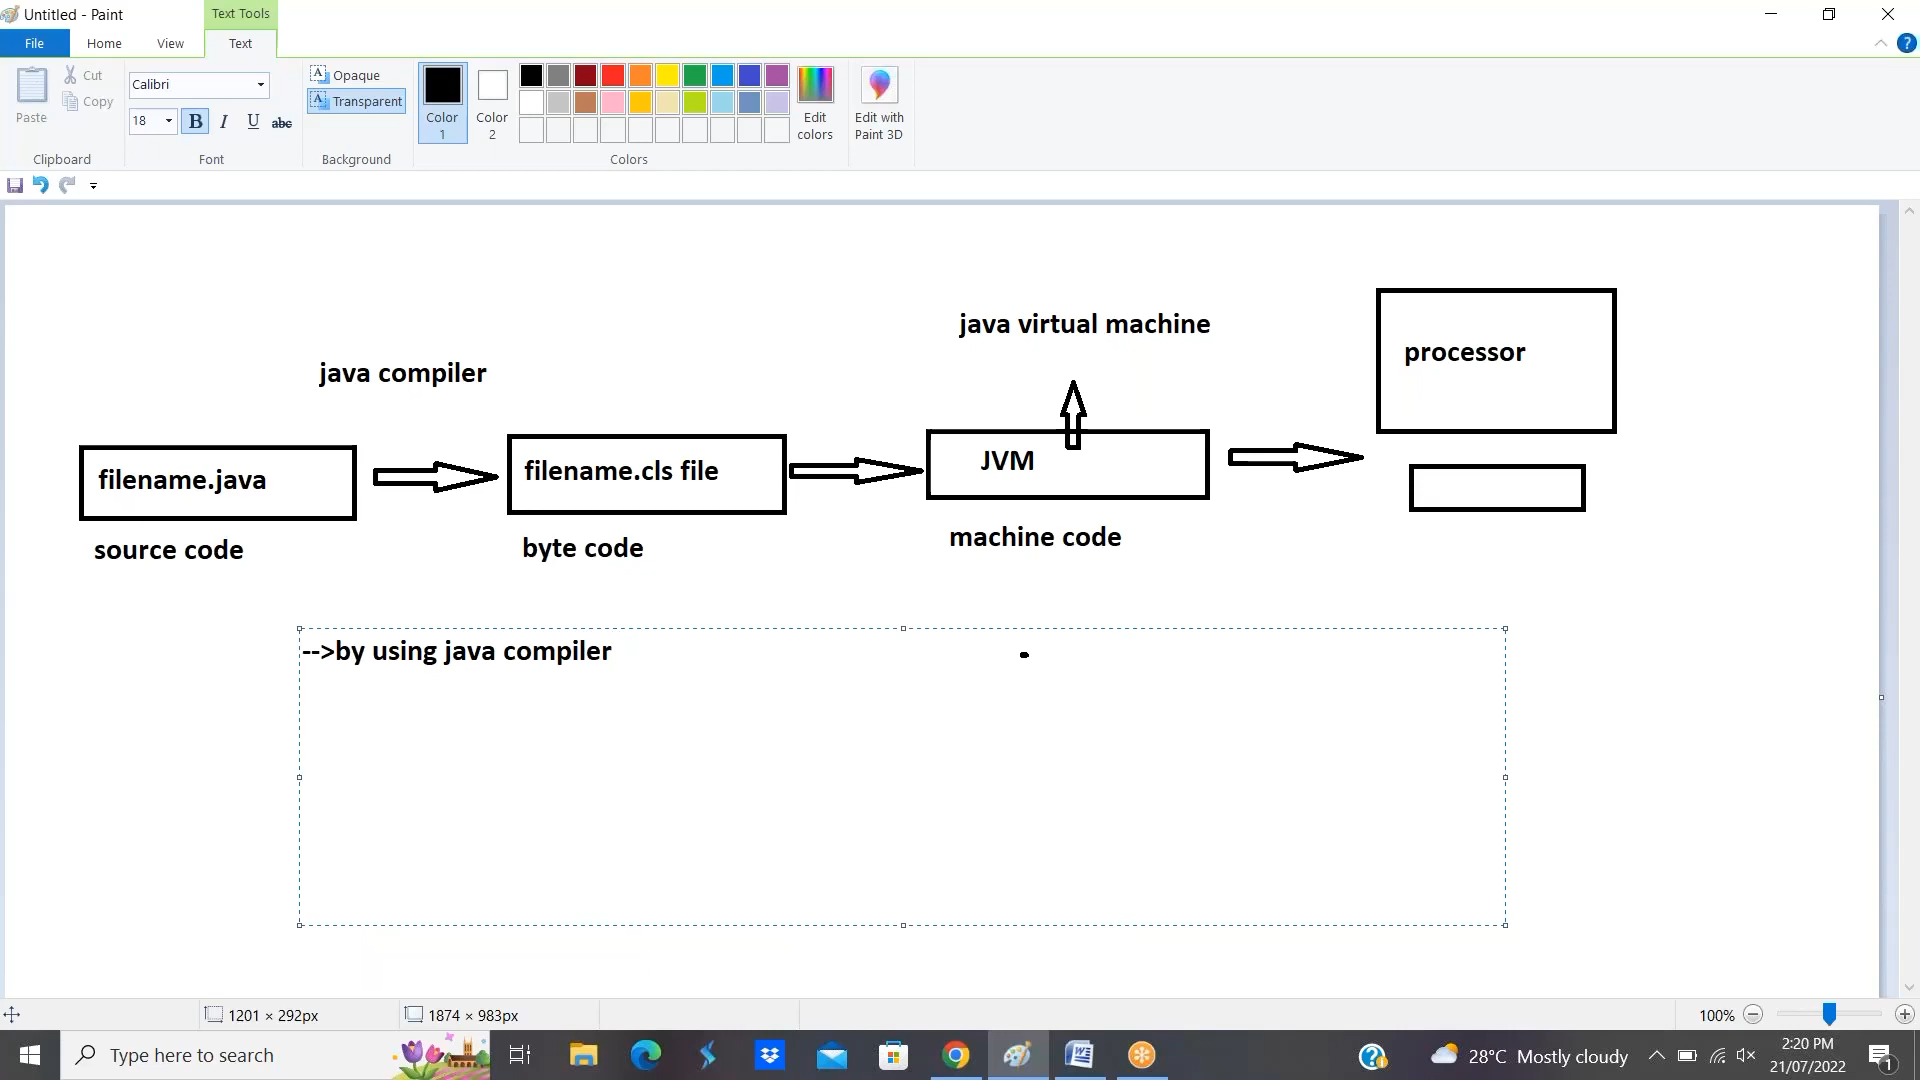 Untitled - Paint
Text Tools
File
Home
View
Text
Paste
Cut
Copy
Clipboard
Calibri
18
B
I
U
abc
Font
Opaque
Transparent
Background
Color 1
Color 2
Colors
Edit colors
Edit with Paint 3D
java virtual machine
processor
java compiler
filename.java
filename.cls file
JVM
source code
byte code
machine code
-->by using java compiler
1201 × 292px
1874 × 983px
100%
Type here to search
28°C Mostly cloudy
2:20 PM
21/07/2022
1